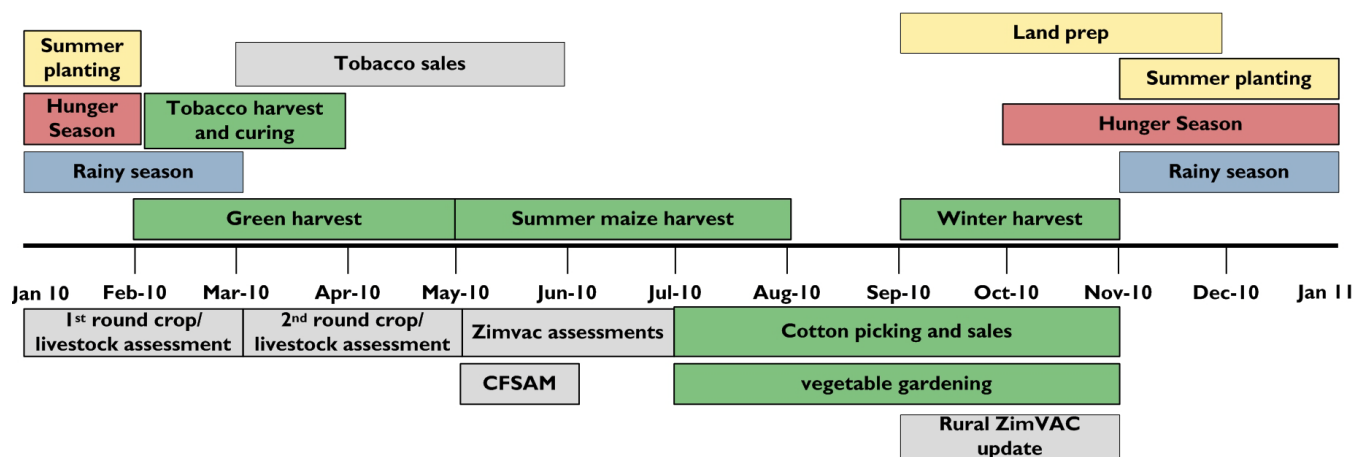 Summer
planting
Tobacco sales
Land prep
Summer planting
Hunger
Season
Tobacco harvest
and curing
Hunger Season
Rainy season
Rainy season
Green harvest
Summer maize harvest
Winter harvest
Jan 10 Feb-10 Mar-10 Apr-10 May-10 Jun-10 Jul-10 Aug-10 Sep-10 Oct-10 Nov-10 Dec-10 Jan 11
1st round crop/
livestock assessment
2nd round crop/
livestock assessment
Zimvac assessments
Cotton picking and sales
CFSAM
vegetable gardening
Rural ZimVAC
update